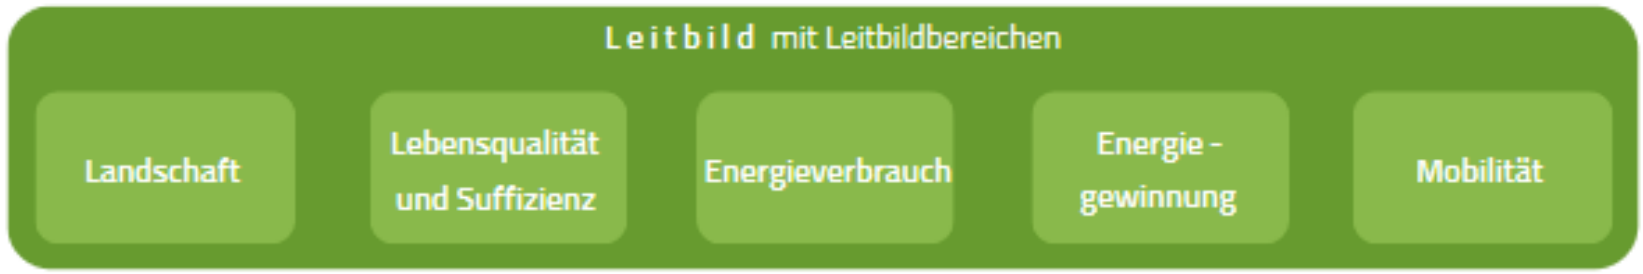 Leitbild mit Leitbildbereichen
Landschaft
Lebensqualität
und Suffizienz
Energieverbrauch
Energie -
gewinnung
Mobilität